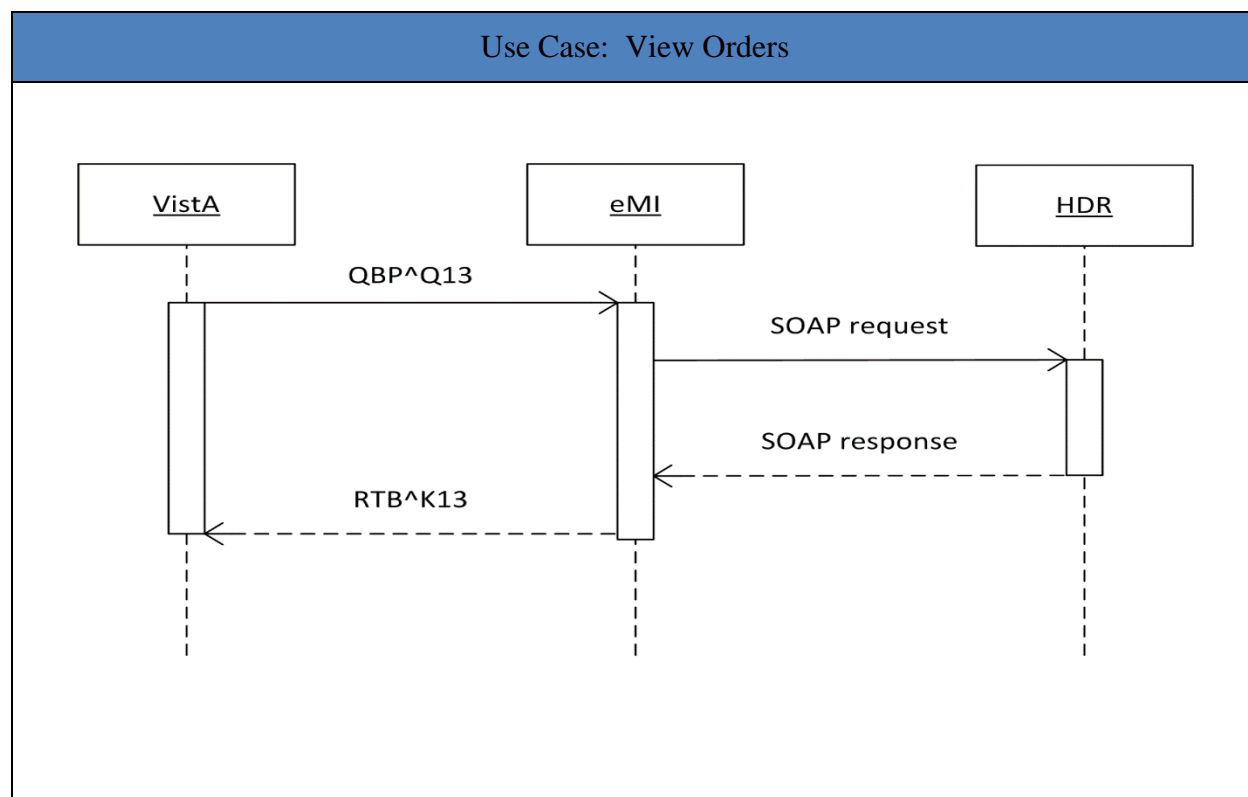 Use Case:  View Orders
VistA
eMI
HDR
QBP^Q13
SOAP request
SOAP response
RTB^K13